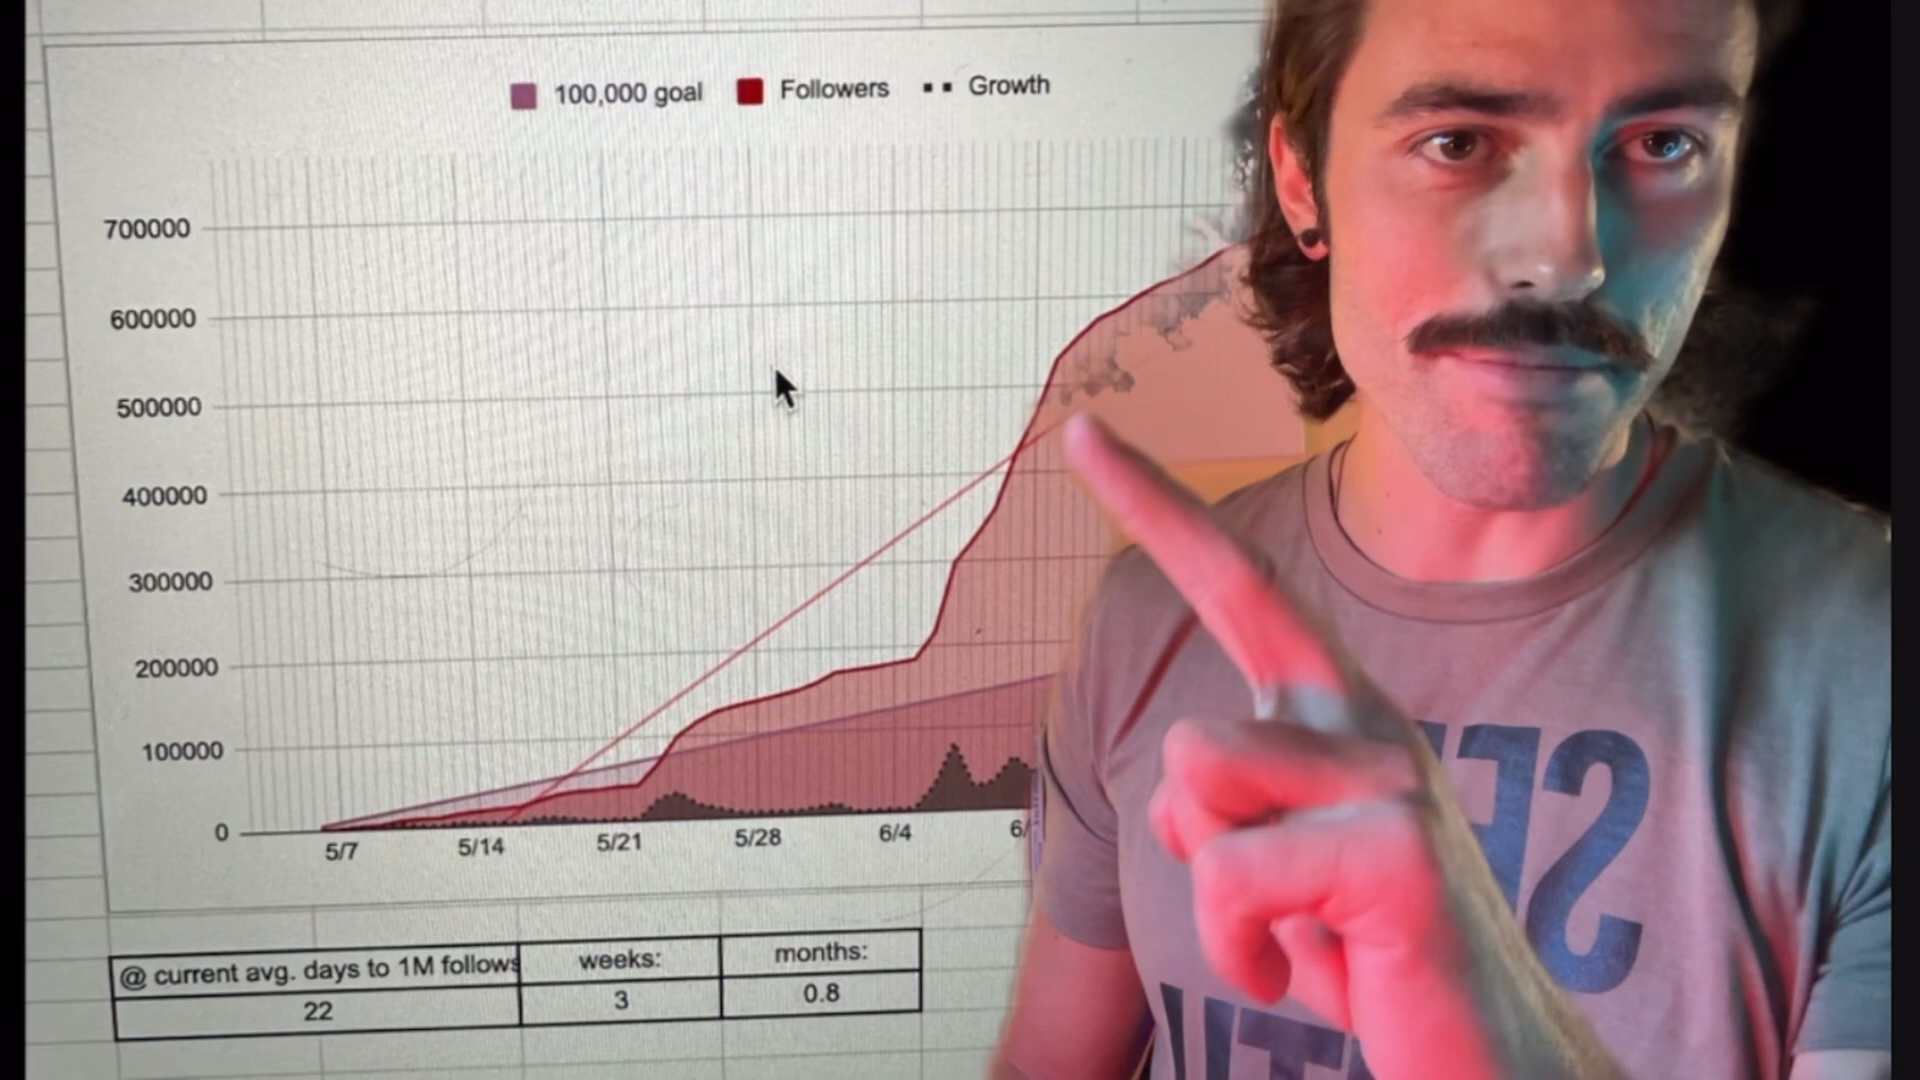 100,000 goal Followers Growth
700000
600000
500000
400000
300000
200000
100000
0
5/7 5/14 5/21 5/28 6/4 6/
@ current avg. days to 1M follows weeks: months:
22 3 0.8